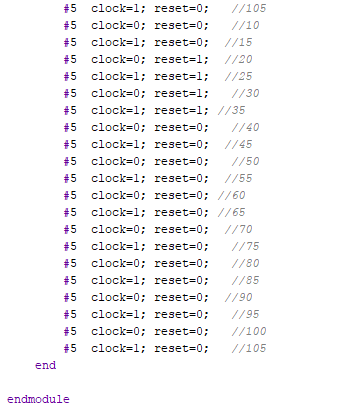 #5  clock=1; reset=0;   //105
#5  clock=0; reset=0;   //10
#5  clock=1; reset=0;  //15
#5  clock=0; reset=1;  //20
#5  clock=1; reset=1;  //25
#5  clock=0; reset=1;   //30
#5  clock=1; reset=1; //35
#5  clock=0; reset=0;   //40
#5  clock=1; reset=0;  //45
#5  clock=0; reset=0;   //50
#5  clock=1; reset=0;  //55
#5  clock=0; reset=0; //60
#5  clock=1; reset=0; //65
#5  clock=0; reset=0;  //70
#5  clock=1; reset=0;   //75
#5  clock=0; reset=0;   //80
#5  clock=1; reset=0;   //85
#5  clock=0; reset=0;  //90
#5  clock=1; reset=0;   //95
#5  clock=0; reset=0;   //100
#5  clock=1; reset=0;   //105
end
endmodule